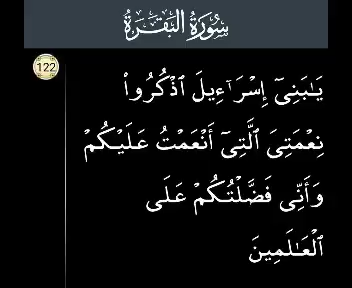 سُورَةُ البَقَرَةُ
122
يَـٰبَنِىٓ إِسْرَٰٓءِيلَ ٱذْكُرُوا۟
نِعْمَتِىَ ٱلَّتِىٓ أَنْعَمْتُ عَلَيْكُمْ
وَأَنِّى فَضَّلْتُكُمْ عَلَى
ٱلْعَـٰلَمِينَ